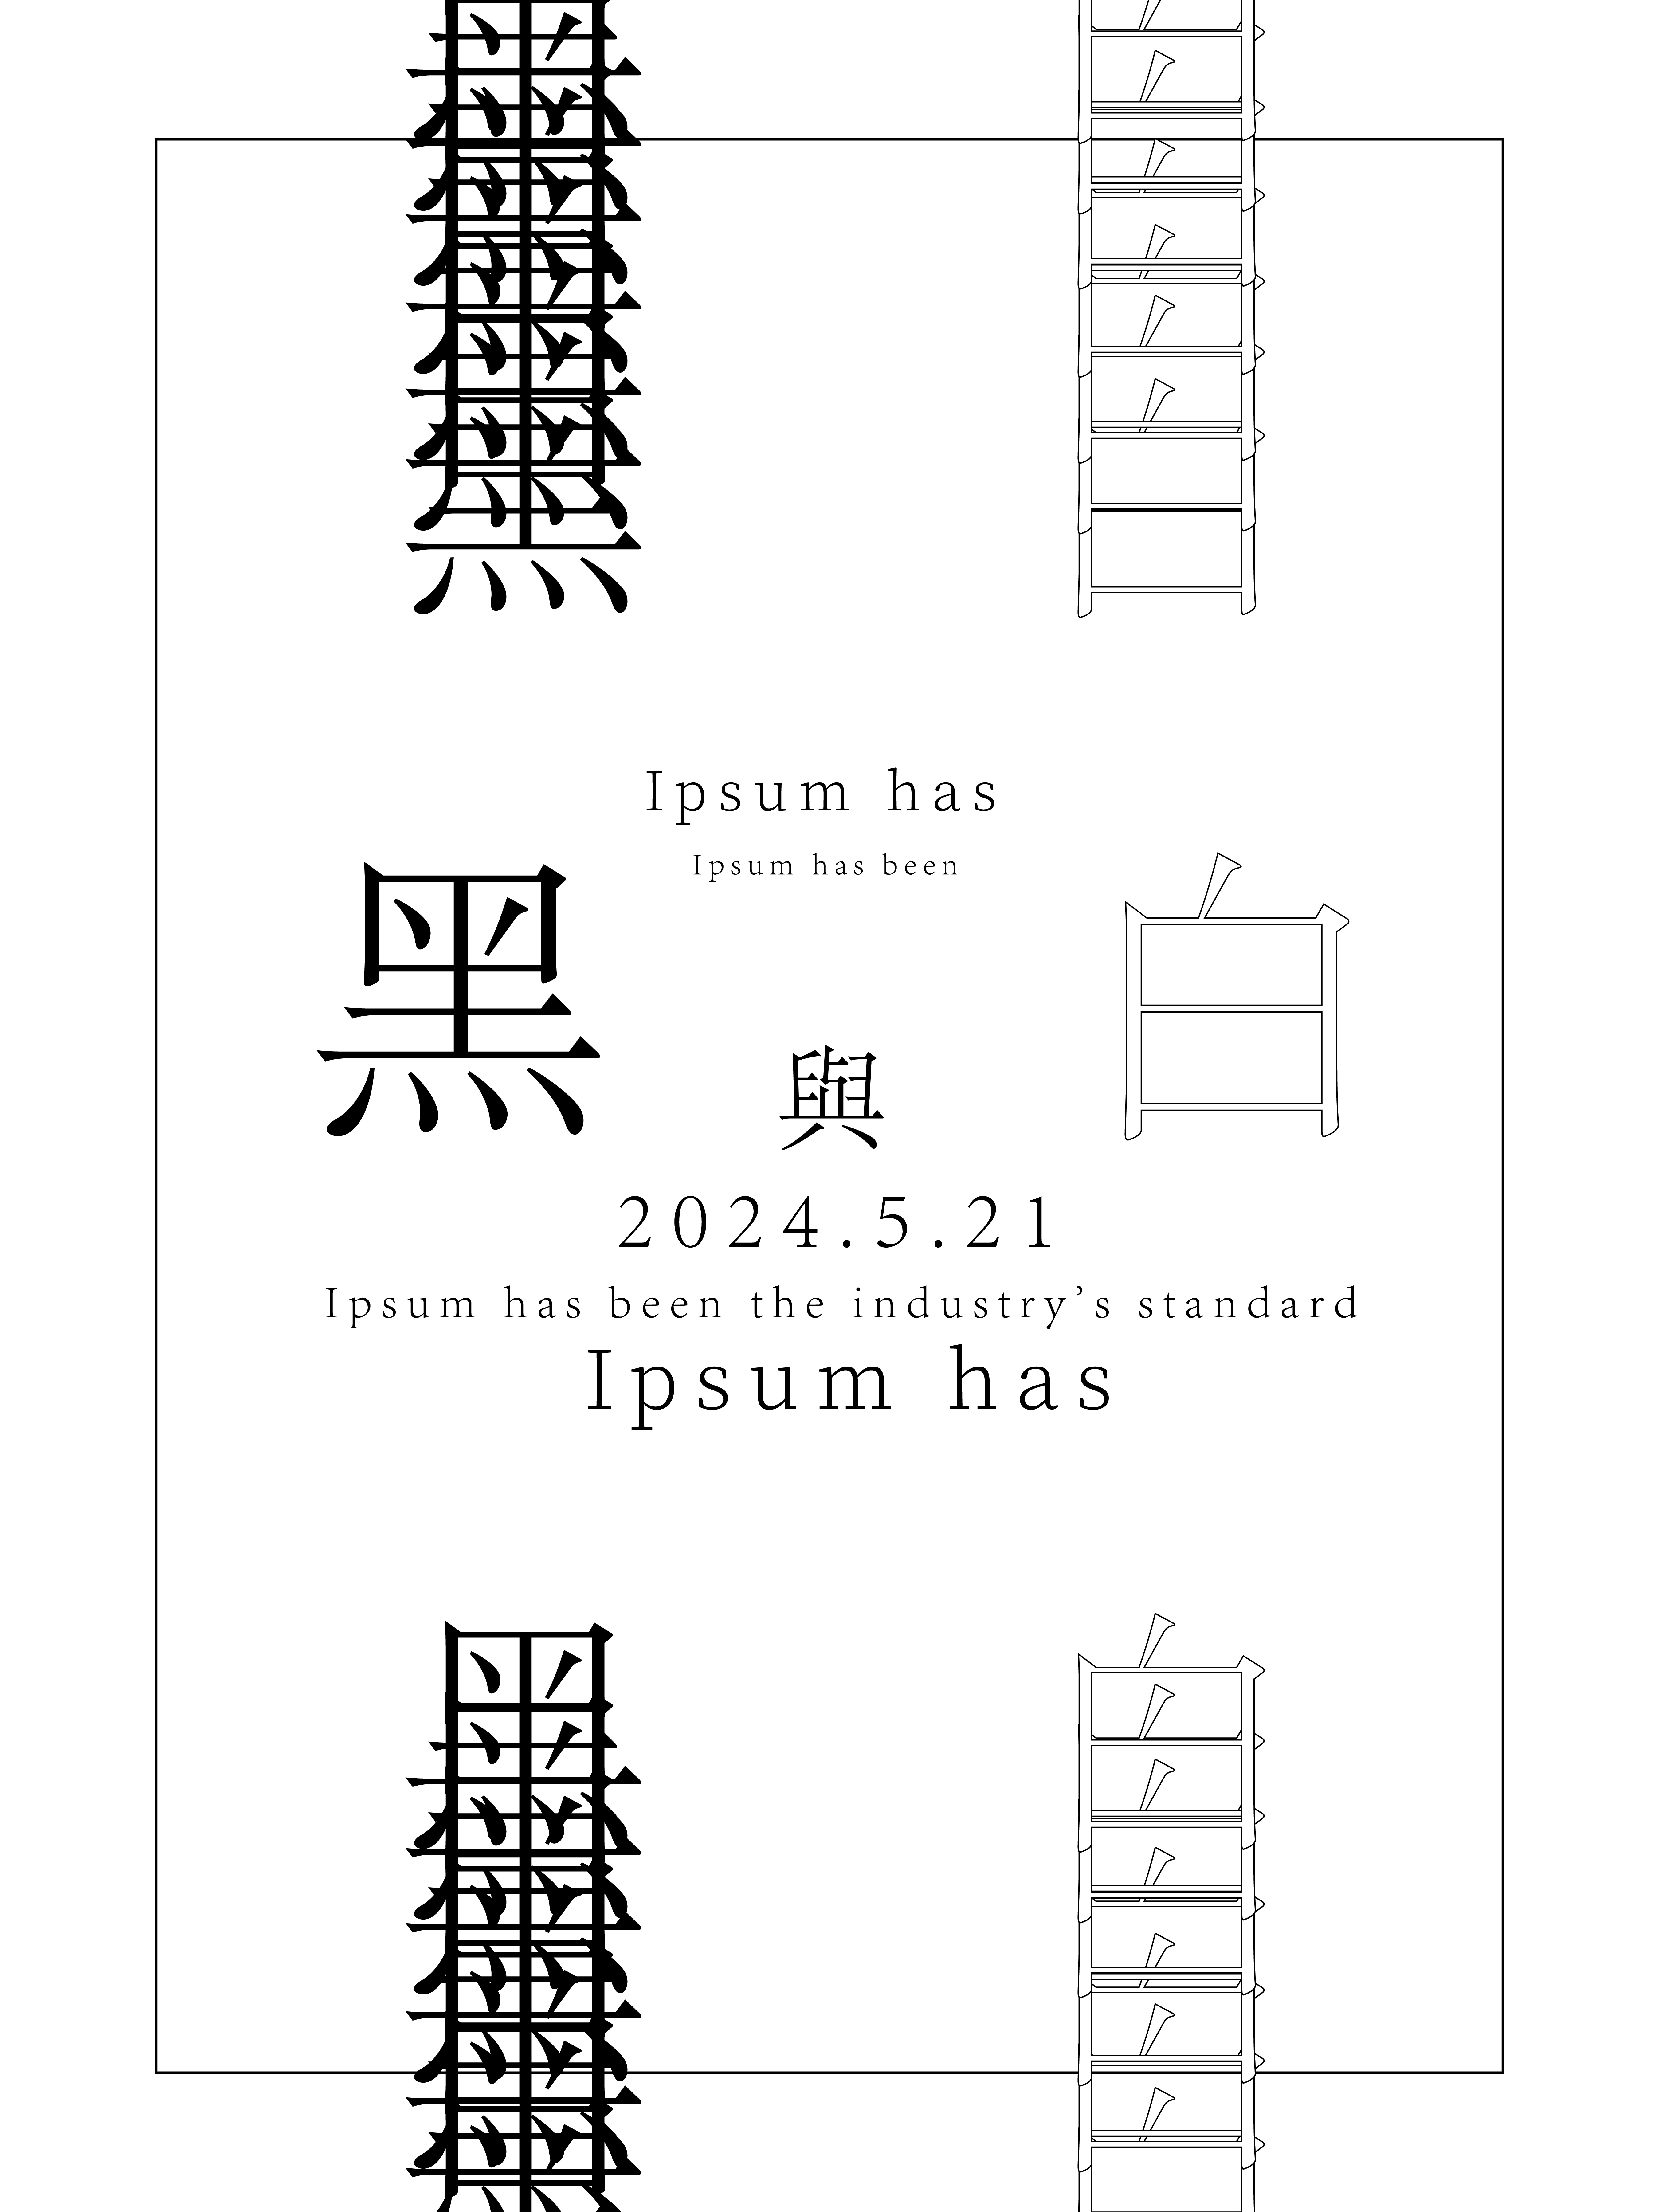 Ipsum has
Ipsum has been
黑 與 白
2024.5.21
Ipsum has been the industry’s standard
Ipsum has